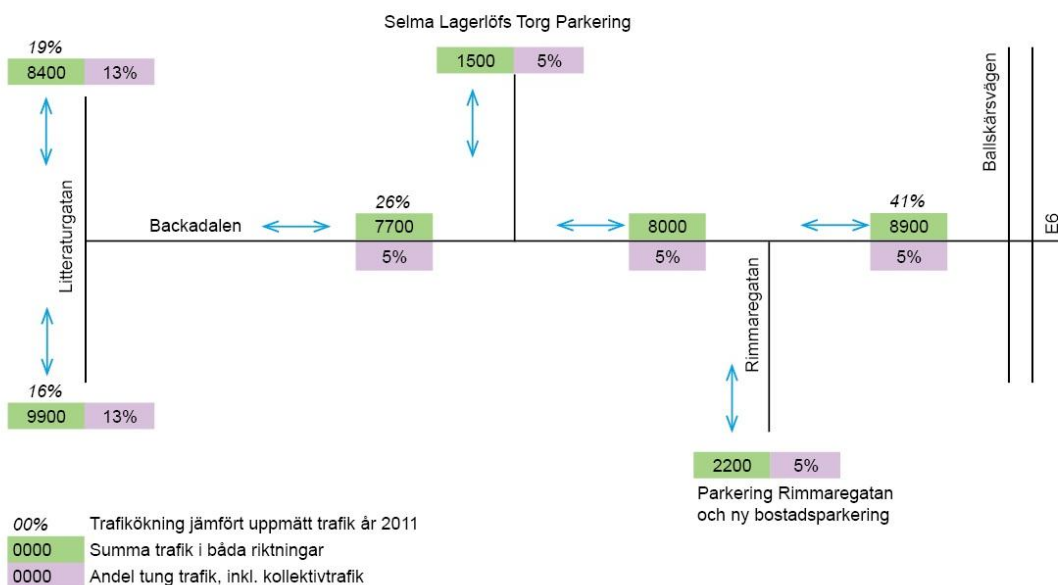 Selma Lagerlöfs Torg Parkering
19%
8400 13%
1500 5%
Ballskärsvägen
E6
Litteraturgatan
Backadalen
26%
7700
5%
8000
5%
41%
8900
5%
Rimmaregatan
16%
9900 13%
2200 5%
Parkering Rimmaregatan
och ny bostadsparkering
00% Trafikökning jämfört uppmätt trafik år 2011
0000 Summa trafik i båda riktningar
0000 Andel tung trafik, inkl. kollektivtrafik